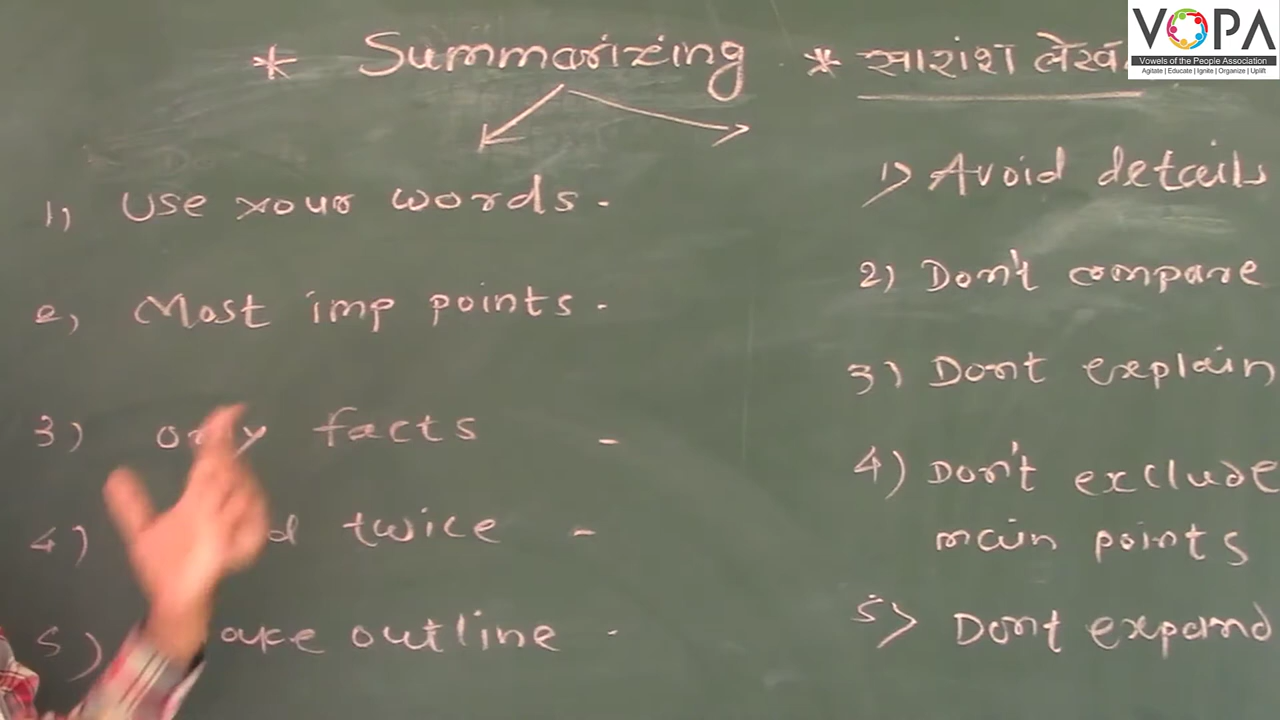 * Summarizing * सारांश लेखन
VOPA
Vowels of the People Association
Agitate | Educate | Ignite | Organize | Uplift
1) Use your words.
2) Most imp points.
3) only facts -
4) twice -
5) outline -
1) Avoid details
2) Don't compare
3) Dont explain
4) Don't exclude
main points
5) Dont expand